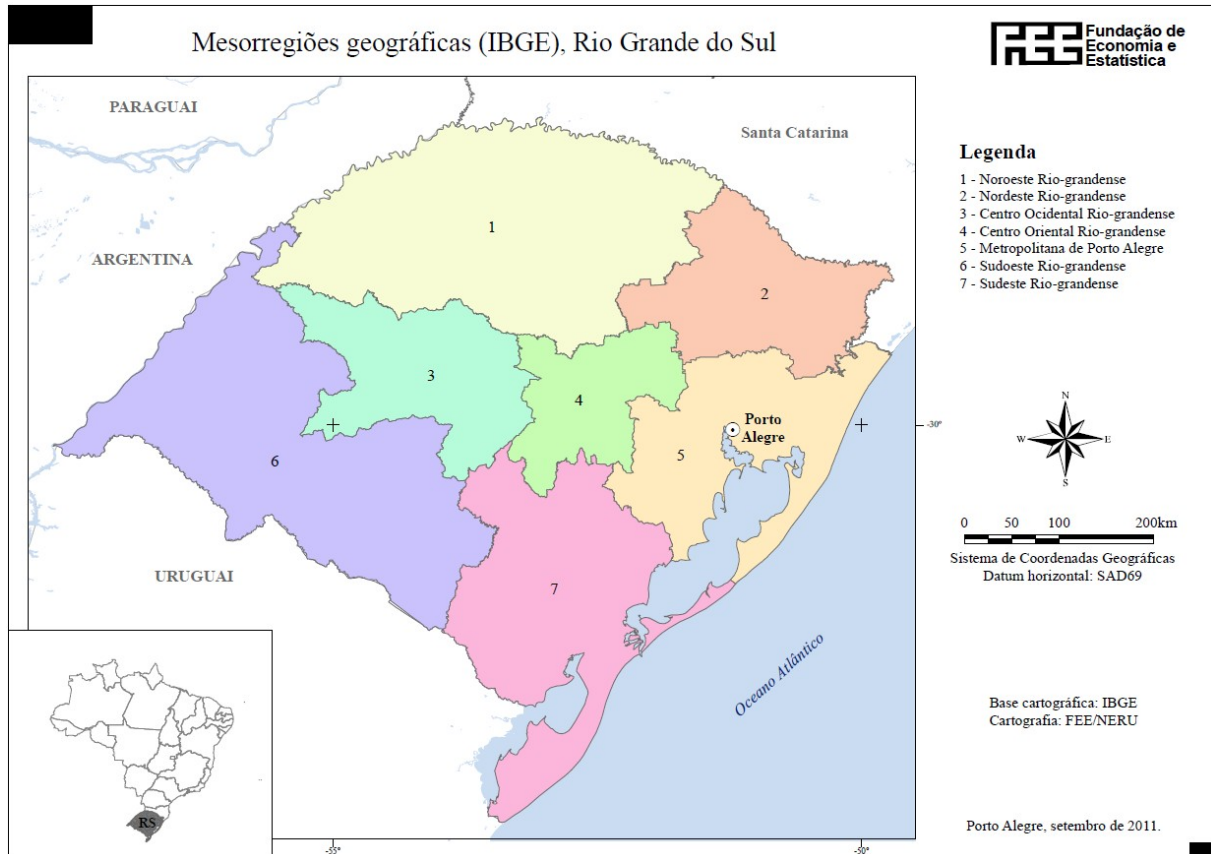 Mesorregiões geográficas (IBGE), Rio Grande do Sul
FEE
Fundação de
Economia e
Estatística
PARAGUAI
Santa Catarina
ARGENTINA
URUGUAI
1
2
3
4
5
6
7
Porto
Alegre
Oceano Atlântico
-30°
-55°
-50°
RS
Legenda
1 - Noroeste Rio-grandense
2 - Nordeste Rio-grandense
3 - Centro Ocidental Rio-grandense
4 - Centro Oriental Rio-grandense
5 - Metropolitana de Porto Alegre
6 - Sudoeste Rio-grandense
7 - Sudeste Rio-grandense
N
W E
S
0 50 100 200km
Sistema de Coordenadas Geográficas
Datum horizontal: SAD69
Base cartográfica: IBGE
Cartografia: FEE/NERU
Porto Alegre, setembro de 2011.